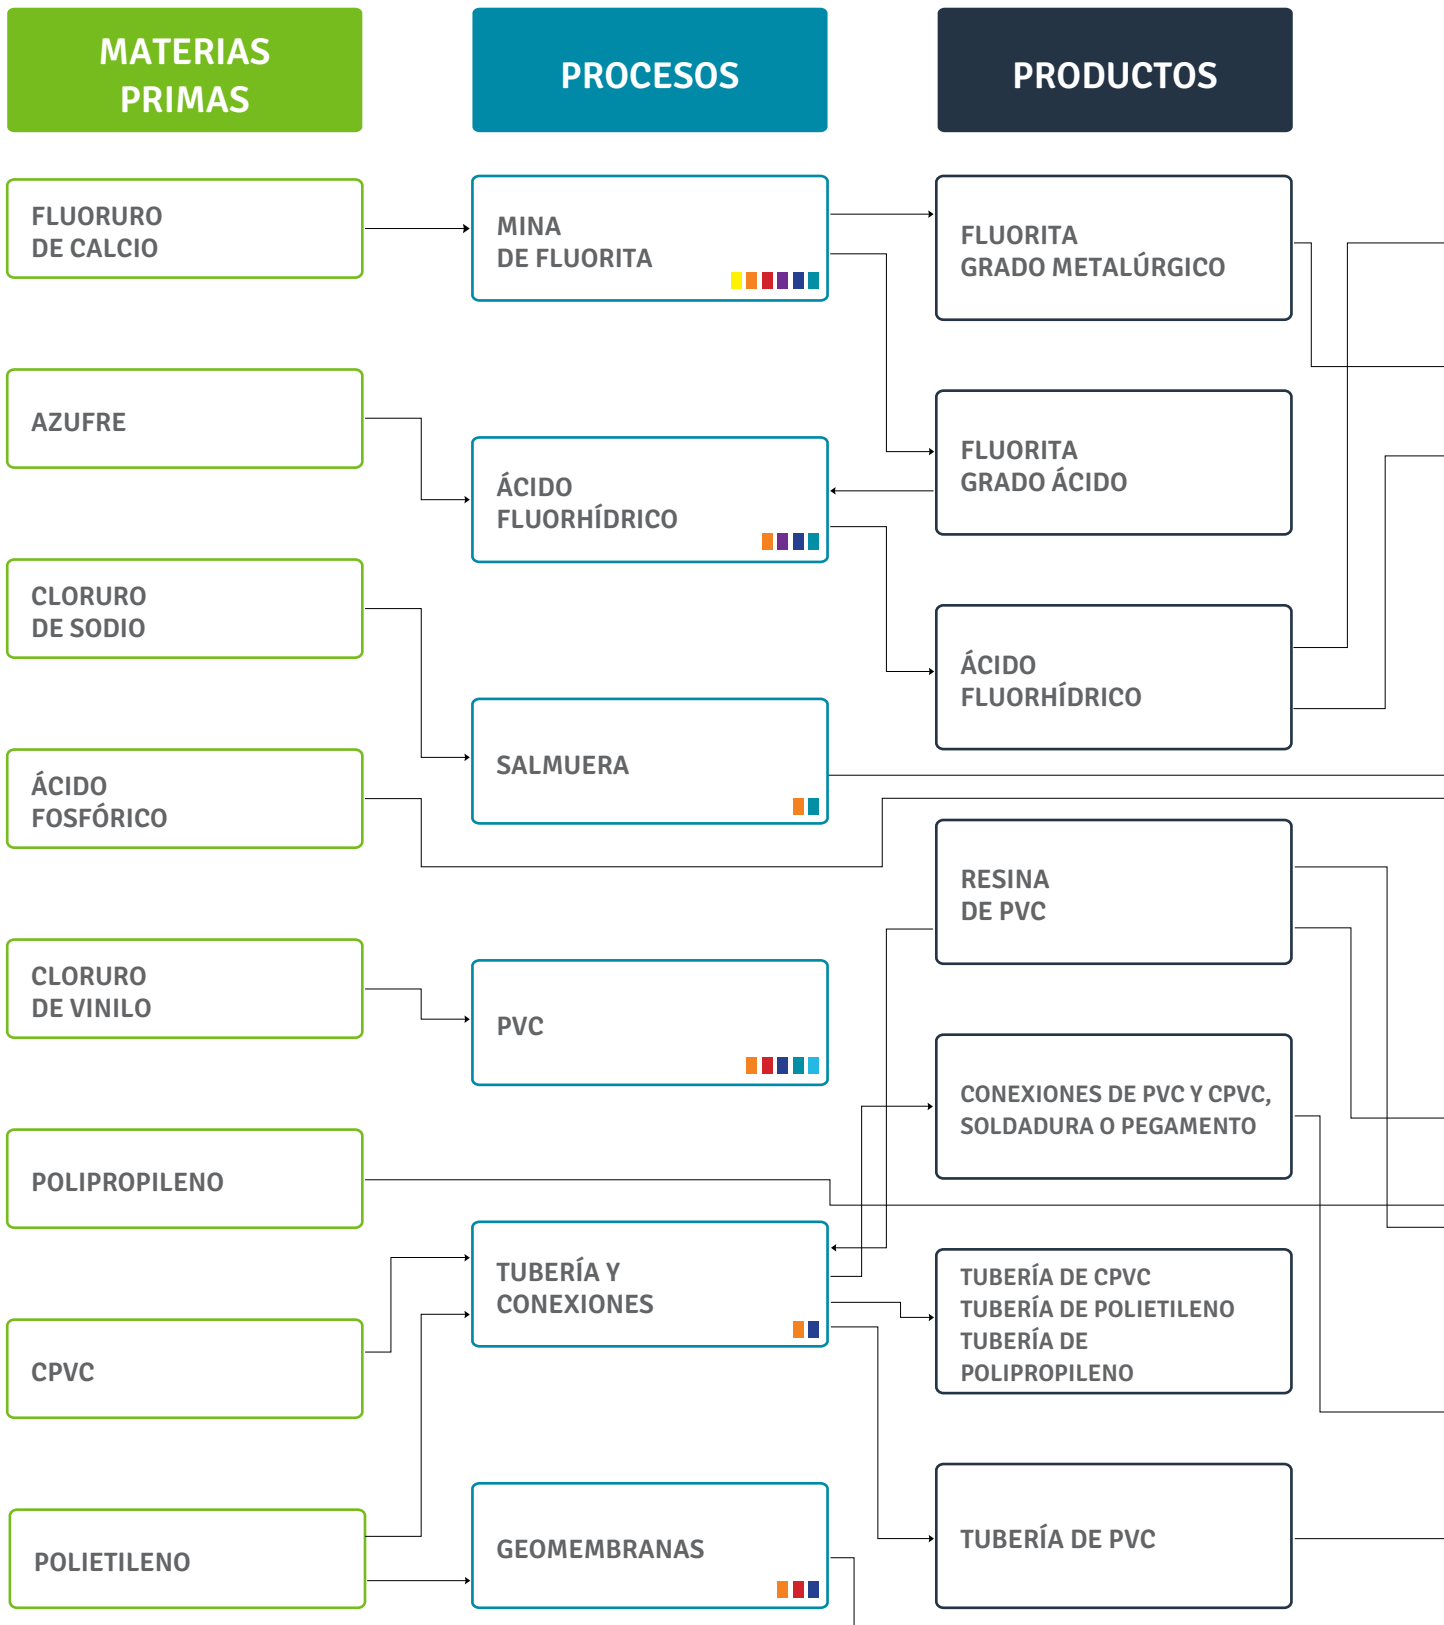 MATERIAS
PRIMAS
PROCESOS
PRODUCTOS
FLUORURO
DE CALCIO
AZUFRE
CLORURO
DE SODIO
ÁCIDO
FOSFÓRICO
CLORURO
DE VINILO
POLIPROPILENO
CPVC
POLIETILENO
MINA
DE FLUORITA
ÁCIDO
FLUORHÍDRICO
SALMUERA
PVC
TUBERÍA Y
CONEXIONES
GEOMEMBRANAS
FLUORITA
GRADO METALÚRGICO
FLUORITA
GRADO ÁCIDO
ÁCIDO
FLUORHÍDRICO
RESINA
DE PVC
CONEXIONES DE PVC Y CPVC,
SOLDADURA O PEGAMENTO
TUBERÍA DE CPVC
TUBERÍA DE POLIETILENO
TUBERÍA DE
POLIPROPILENO
TUBERÍA DE PVC